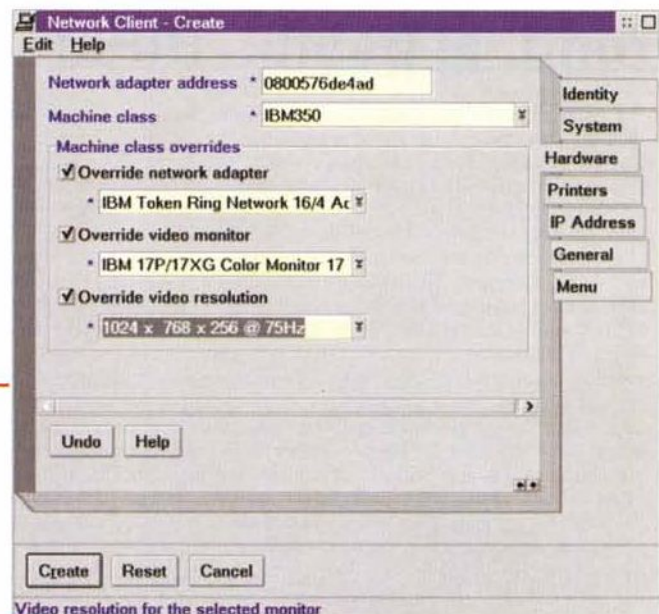 Network Client - Create
Edit Help
Network adapter address * 0800576de4ad
Machine class * IBM350
Machine class overrides
Override network adapter
* IBM Token Ring Network 16/4 Ac
Override video monitor
* IBM 17P/17XG Color Monitor 17
Override video resolution
* 1024 x 768 x 256 @ 75Hz
Identity
System
Hardware
Printers
IP Address
General
Menu
Undo Help
Create Reset Cancel
Video resolution for the selected monitor